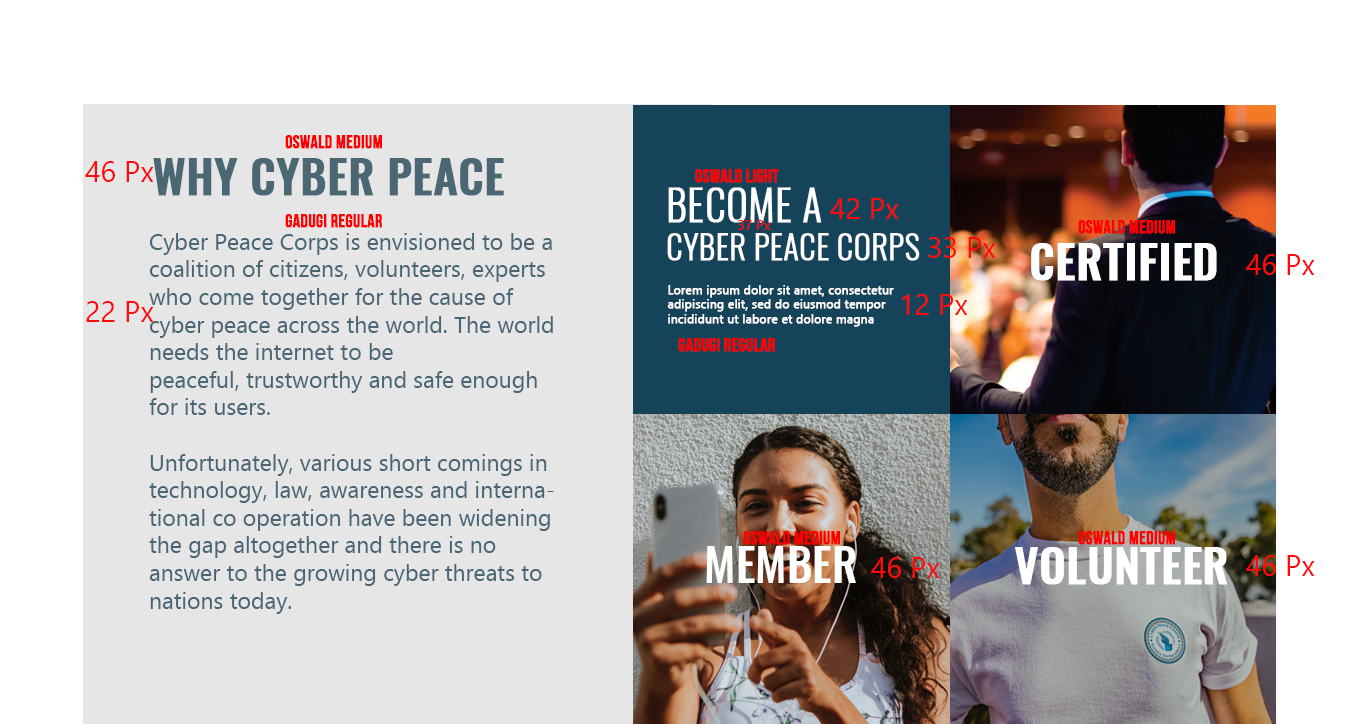 OSWALD MEDIUM
46 Px
WHY CYBER PEACE
GADUGI REGULAR
Cyber Peace Corps is envisioned to be a
coalition of citizens, volunteers, experts
who come together for the cause of
22 Px
cyber peace across the world. The world
needs the internet to be
peaceful, trustworthy and safe enough
for its users.
Unfortunately, various short comings in
technology, law, awareness and interna-
tional co operation have been widening
the gap altogether and there is no
answer to the growing cyber threats to
nations today.
OSWALD LIGHT
BECOME A 42 Px
37 Px
CYBER PEACE CORPS 33 Px
Lorem ipsum dolor sit amet, consectetur
adipiscing elit, sed do eiusmod tempor 12 Px
incididunt ut labore et dolore magna
GADUGI REGULAR
OSWALD MEDIUM
CERTIFIED 46 Px
OSWALD MEDIUM
MEMBER 46 Px
OSWALD MEDIUM
VOLUNTEER 46 Px